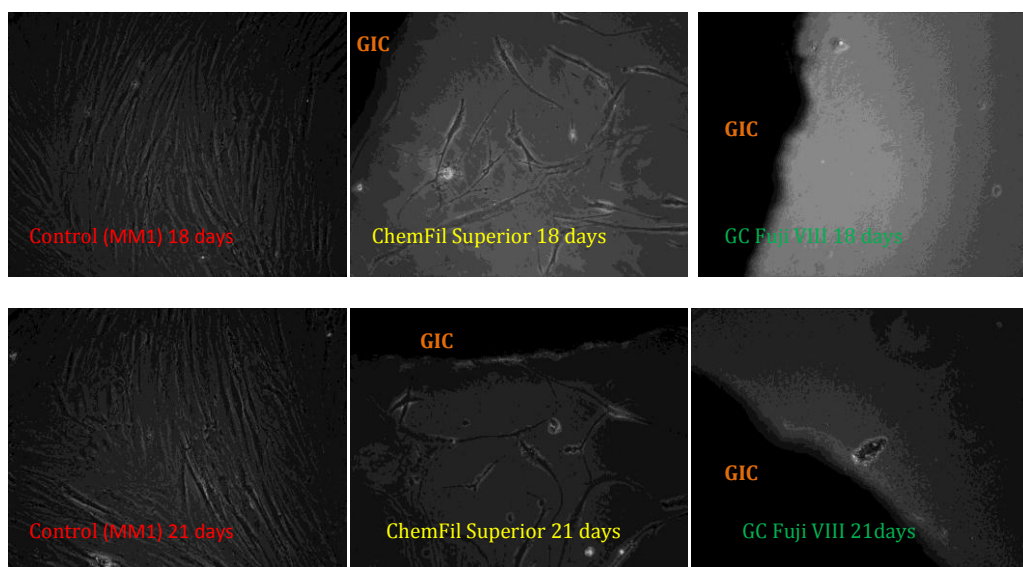 GIC
GIC
Control (MM1) 18 days
ChemFil Superior 18 days
GC Fuji VIII 18 days
GIC
GIC
Control (MM1) 21 days
ChemFil Superior 21 days
GC Fuji VIII 21days